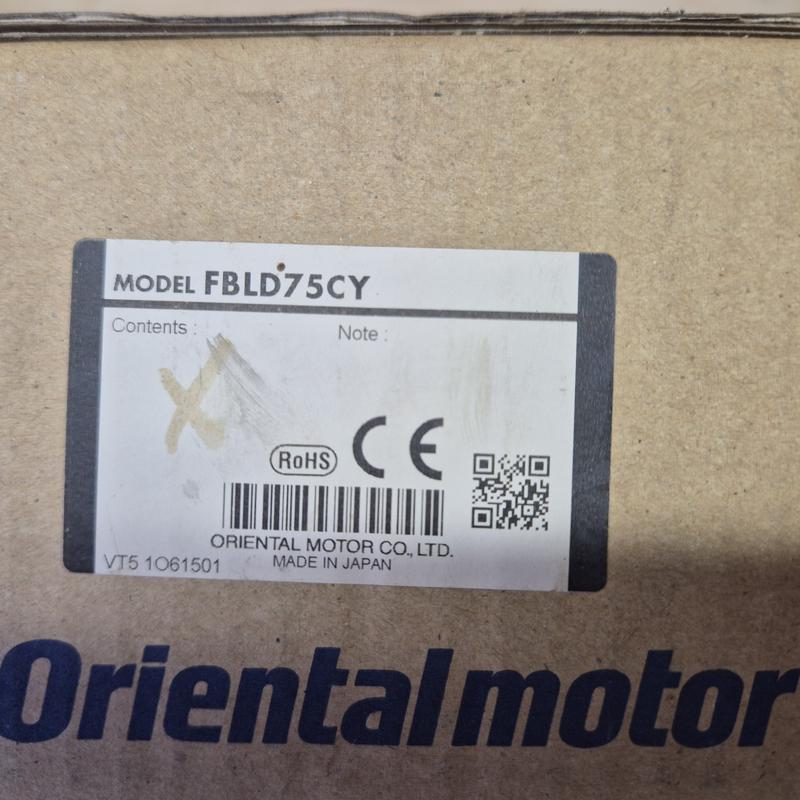 MODEL FBLD75CY
Contents :
Note :
RoHS
CE
ORIENTAL MOTOR CO., LTD.
VT5 1O61501
MADE IN JAPAN
Orientalmotor